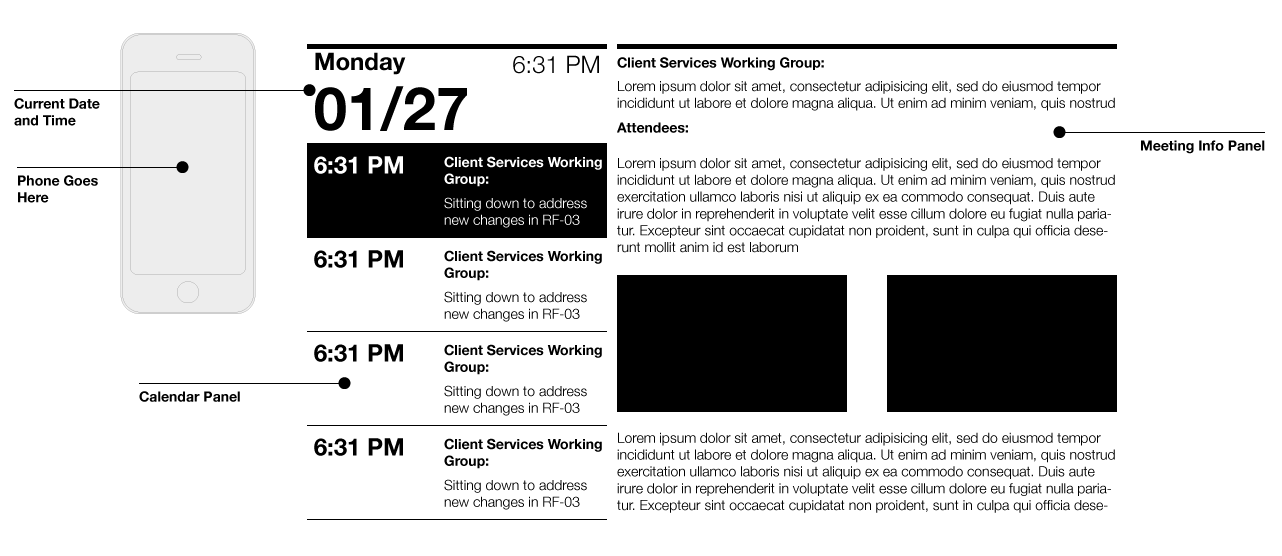 Current Date
and Time
Phone Goes
Here
Calendar Panel
Monday
6:31 PM
01/27
6:31 PM
Client Services Working
Group:
Sitting down to address
new changes in RF-03
6:31 PM
Client Services Working
Group:
Sitting down to address
new changes in RF-03
6:31 PM
Client Services Working
Group:
Sitting down to address
new changes in RF-03
6:31 PM
Client Services Working
Group:
Sitting down to address
new changes in RF-03
Client Services Working Group:
Lorem ipsum dolor sit amet, consectetur adipisicing elit, sed do eiusmod tempor
incididunt ut labore et dolore magna aliqua. Ut enim ad minim veniam, quis nostrud
Attendees:
Lorem ipsum dolor sit amet, consectetur adipisicing elit, sed do eiusmod tempor
incididunt ut labore et dolore magna aliqua. Ut enim ad minim veniam, quis nostrud
exercitation ullamco laboris nisi ut aliquip ex ea commodo consequat. Duis aute
irure dolor in reprehenderit in voluptate velit esse cillum dolore eu fugiat nulla paria-
tur. Excepteur sint occaecat cupidatat non proident, sunt in culpa qui officia dese-
runt mollit anim id est laborum
Lorem ipsum dolor sit amet, consectetur adipisicing elit, sed do eiusmod tempor
incididunt ut labore et dolore magna aliqua. Ut enim ad minim veniam, quis nostrud
exercitation ullamco laboris nisi ut aliquip ex ea commodo consequat. Duis aute
irure dolor in reprehenderit in voluptate velit esse cillum dolore eu fugiat nulla paria-
tur. Excepteur sint occaecat cupidatat non proident, sunt in culpa qui officia dese-
Meeting Info Panel